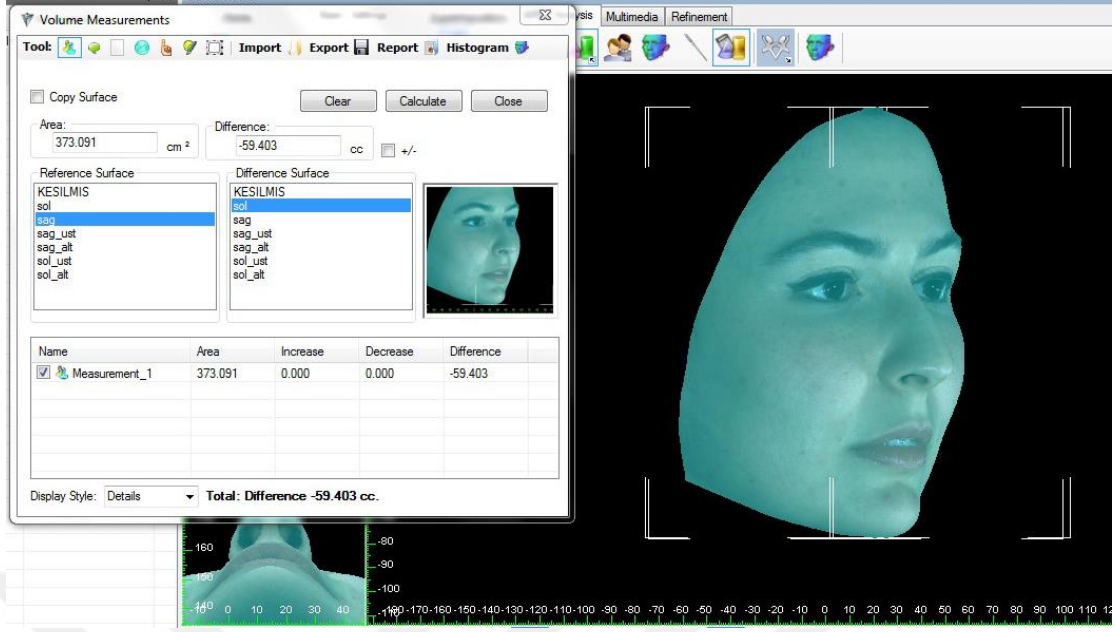 Volume Measurements
ysis Multimedia Refinement
Tool: Import Export Report Histogram
Copy Surface
Clear Calculate Close
Area: Difference:
373.091 cm ² -59.403 cc +/-
Reference Surface Difference Surface
KESILMIS KESILMIS
sol sol
sag sag
sag_ust sag_ust
sag_alt sag_alt
sol_ust sol_ust
sol_alt sol_alt
Name Area Increase Decrease Difference
Measurement_1 373.091 0.000 0.000 -59.403
Display Style: Details Total: Difference -59.403 cc.
-80
160
-90
150
-100
140
0 10 20 30 40 -170 -160 -150 -140 -130 -120 -110 -100 -90 -80 -70 -60 -50 -40 -30 -20 -10 0 10 20 30 40 50 60 70 80 90 100 110